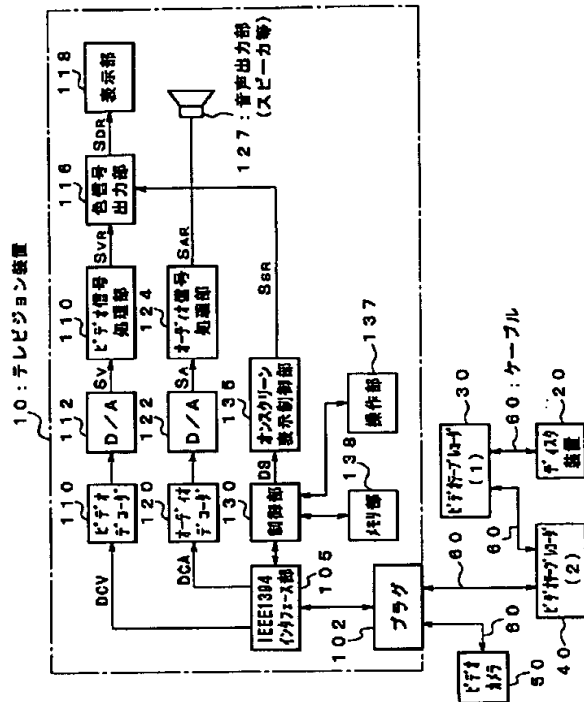 10：テレビジョン装置
110
ビデオ
デコーダ
112
D/A
SV
110
ビデオ信号
処理部
SVR
116
色信号
出力部
SDR
118
表示部
DCV
120
オーディオ
デコーダ
122
D/A
SA
124
オーディオ信号
処理部
SAR
127：音声出力部
(スピーカ等)
DCA
130
制御部
DS
135
オンスクリーン
表示制御部
SSR
IEEE1394
インタフェース部
105
138
メモリ部
137
操作部
102
プラグ
60
60
50
ビデオ
カメラ
40
ビデオテープレコーダ
(2)
60
30
ビデオテープレコーダ
(1)
60：ケーブル
20
ディスク
装置